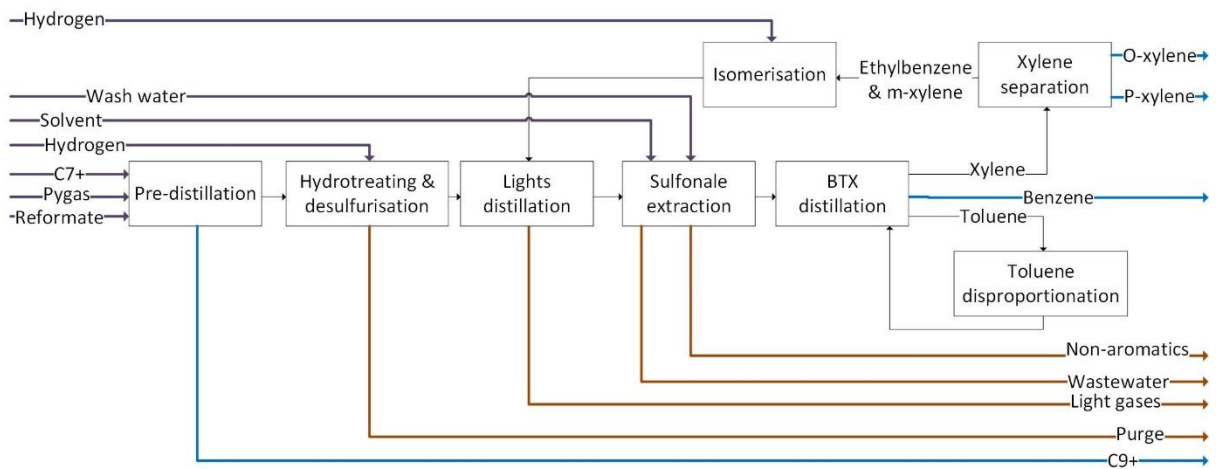 Hydrogen
Isomerisation
Ethylbenzene
& m-xylene
Xylene
separation
O-xylene
P-xylene
Wash water
Solvent
Hydrogen
C7+
Pygas
Reformate
Pre-distillation
Hydrotreating &
desulfurisation
Lights
distillation
Sulfonale
extraction
BTX
distillation
Xylene
Benzene
Toluene
Toluene
disproportionation
Non-aromatics
Wastewater
Light gases
Purge
C9+